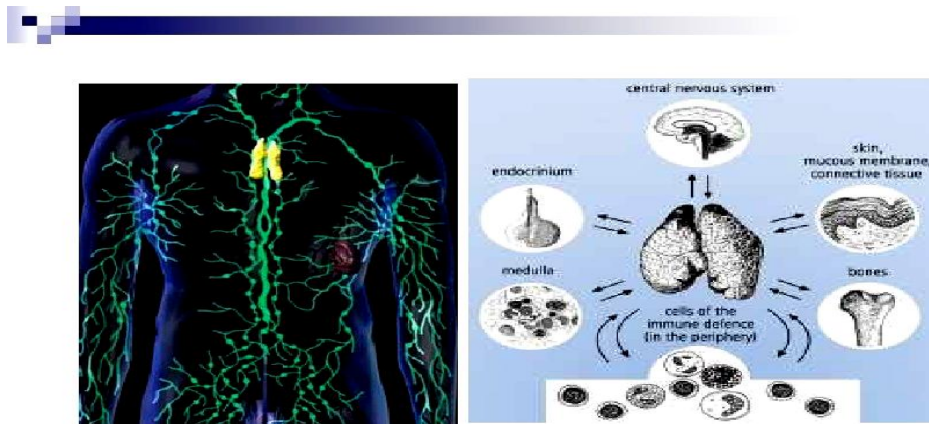 central nervous system
skin,
mucous membrane,
connective tissue
endocrinium
medulla
bones
cells of the
immune defence
(in the periphery)